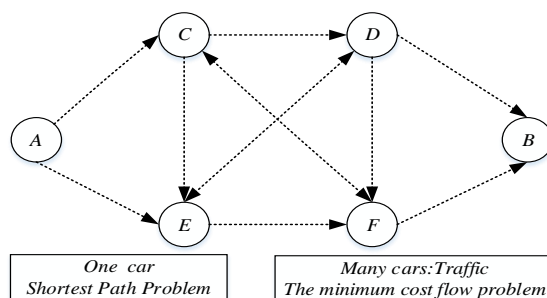 C
D
A
B
E
F
One car
Shortest Path Problem
Many cars:Traffic
The minimum cost flow problem